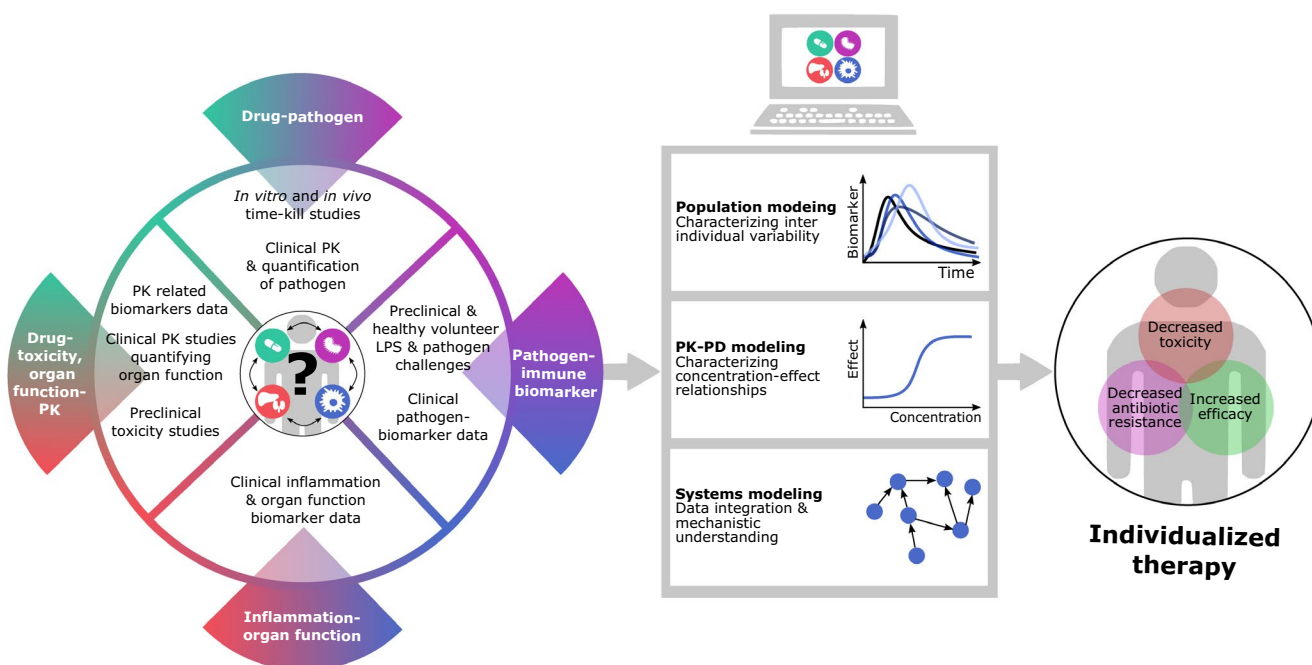 Drug-pathogen
In vitro and in vivo
time-kill studies
Clinical PK
& quantification
of pathogen
PK related
biomarkers data
Clinical PK studies
quantifying
organ function
Preclinical
toxicity studies
Drug-
toxicity,
organ
function-
PK
?
Preclinical &
healthy volunteer
LPS & pathogen
challenges
Clinical
pathogen-
biomarker data
Pathogen-
immune
biomarker
Clinical inflammation
& organ function
biomarker data
Inflammation-
organ function
Population modeing
Characterizing inter
individual variability
Biomarker
Time
PK-PD modeling
Characterizing
concentration-effect
relationships
Effect
Concentration
Systems modeling
Data integration &
mechanistic
understanding
Decreased
toxicity
Decreased
antibiotic
resistance
Increased
efficacy
Individualized
therapy